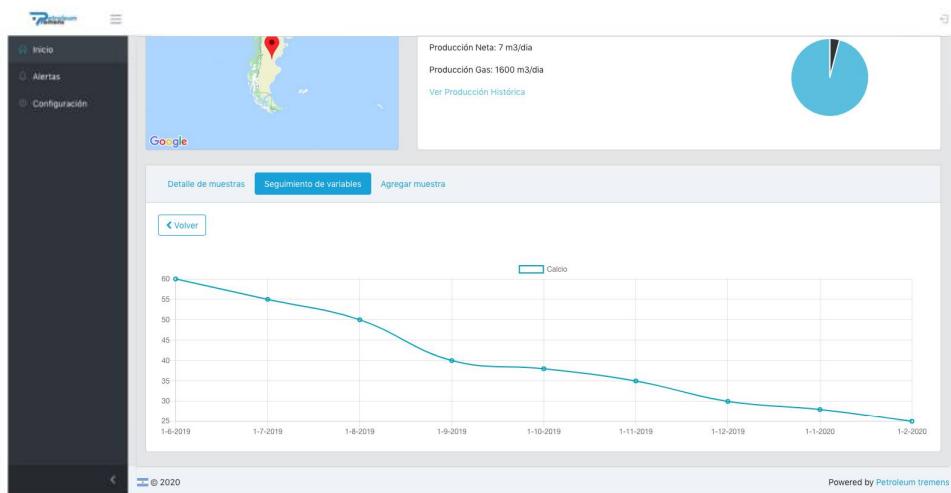 Petroleum
Tremens
Inicio
Alertas
Configuración
Google
Producción Neta: 7 m3/dia
Producción Gas: 1600 m3/dia
Ver Producción Histórica
Detalle de muestras
Seguimiento de variables
Agregar muestra
Volver
Calcio
60
55
50
45
40
35
30
25
1-6-2019
1-7-2019
1-8-2019
1-9-2019
1-10-2019
1-11-2019
1-12-2019
1-1-2020
1-2-2020
© 2020
Powered by Petroleum tremens